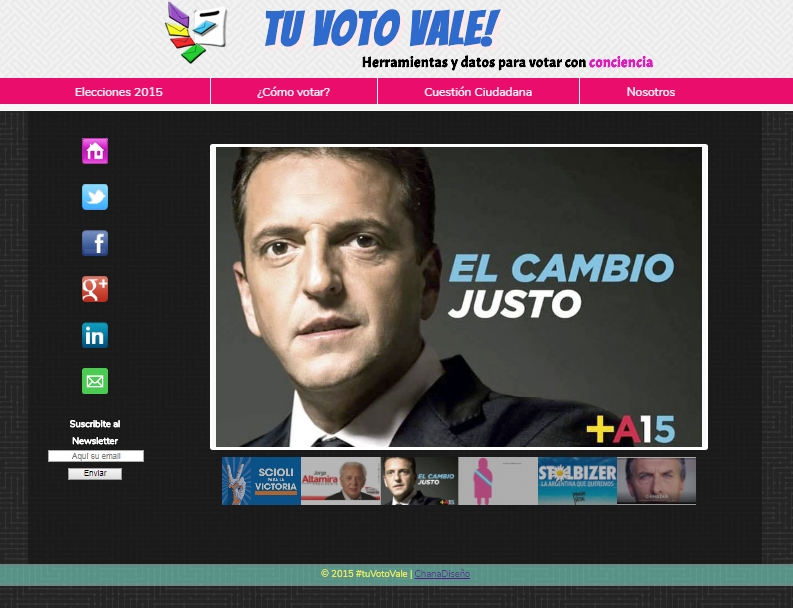 TU VOTO VALE!
Herramientas y datos para votar con conciencia
Elecciones 2015
¿Cómo votar?
Cuestión Ciudadana
Nosotros
EL CAMBIO
JUSTO
+A15
g+
in
Suscribite al
Newsletter
Aquí su email
Enviar
SCIOLI
PARA LA
VICTORIA
Jorge
Altamira
EL CAMBIO
JUSTO
+A15
STOLBIZER
LA ARGENTINA QUE QUEREMOS
© 2015 #tuVotoVale | ChanaDiseño